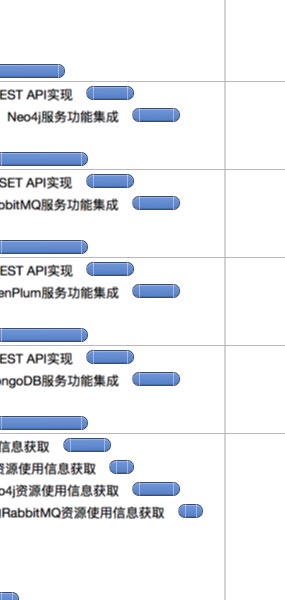 EST API实现
Neo4j服务功能集成
SET API实现
obitMQ服务功能集成
EST API实现
enPlum服务功能集成
EST API实现
ongoDB服务功能集成
信息获取
资源使用信息获取
o4j资源使用信息获取
RabbitMQ资源使用信息获取